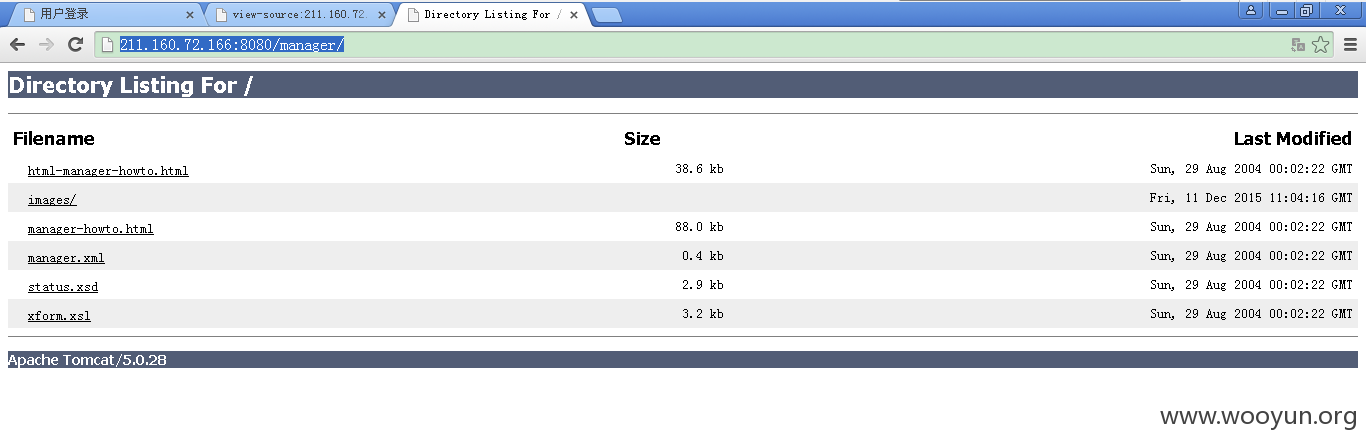 用户登录
view-source:211.160.72.
Directory Listing For /
211.160.72.166:8080/manager/
Directory Listing For /
Filename Size Last Modified
html-manager-howto.html 38.6 kb Sun, 29 Aug 2004 00:02:22 GMT
images/ Fri, 11 Dec 2015 11:04:16 GMT
manager-howto.html 88.0 kb Sun, 29 Aug 2004 00:02:22 GMT
manager.xml 0.4 kb Sun, 29 Aug 2004 00:02:22 GMT
status.xsd 2.9 kb Sun, 29 Aug 2004 00:02:22 GMT
xform.xsl 3.2 kb Sun, 29 Aug 2004 00:02:22 GMT
Apache Tomcat/5.0.28
www.wooyun.org